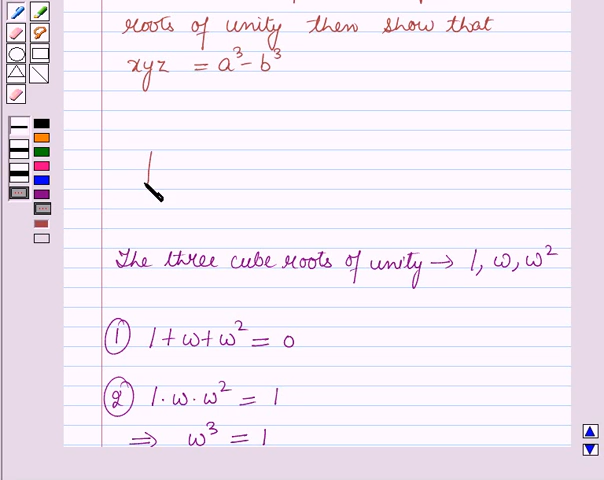 roots of unity then show that
xyz = a³ - b³
The three cube roots of unity → 1, ω, ω²
① 1 + ω + ω² = 0
② 1 · ω · ω² = 1
⇒ ω³ = 1